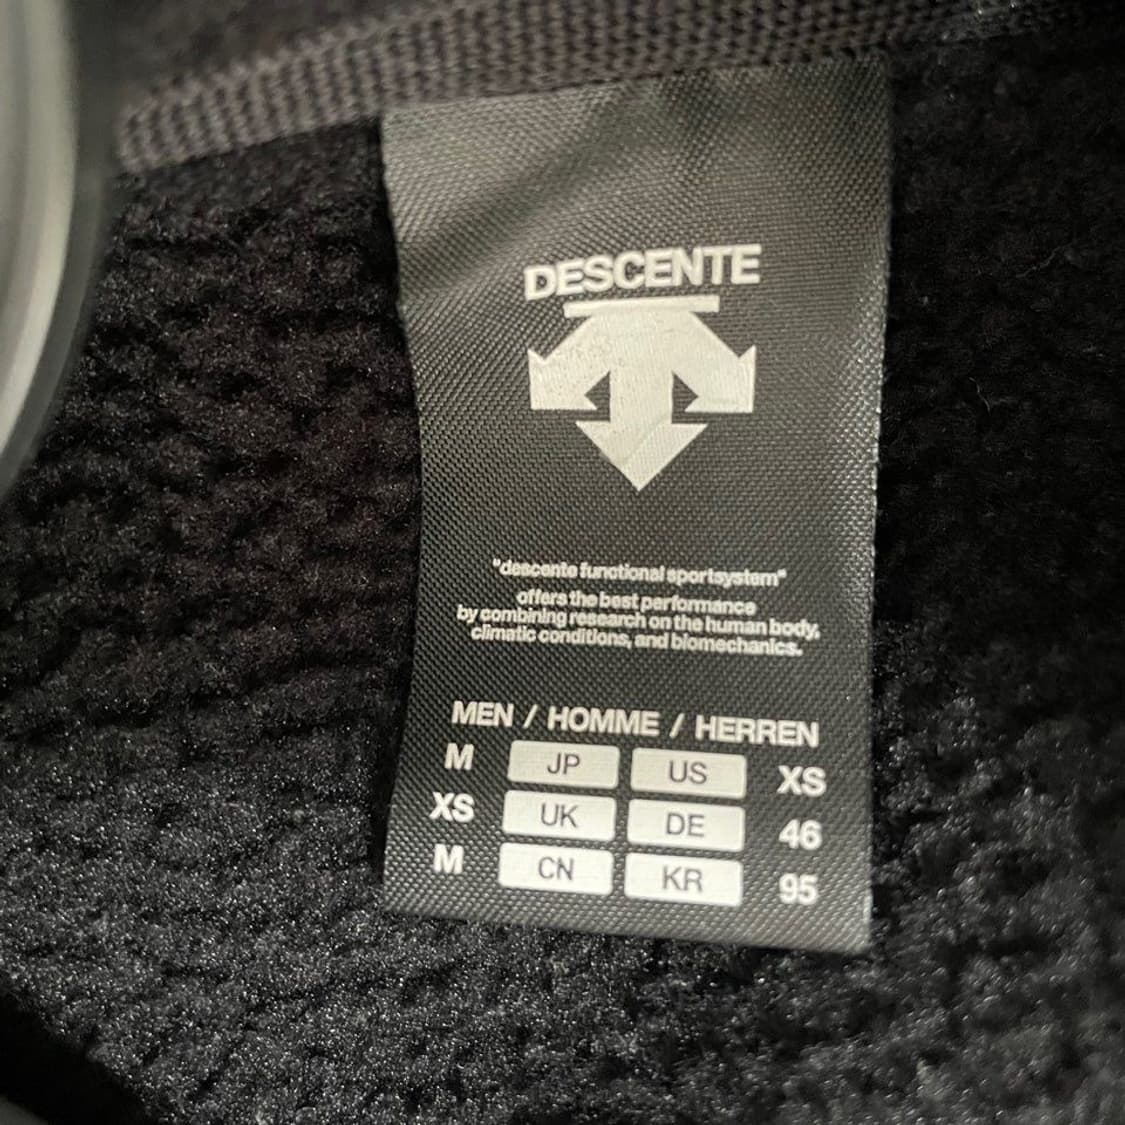 DESCENTE
"descente functional sportsystem"
offers the best performance
by combining research on the human body,
climatic conditions, and biomechanics.
MEN / HOMME / HERREN
M JP US XS
XS UK DE 46
M CN KR 95